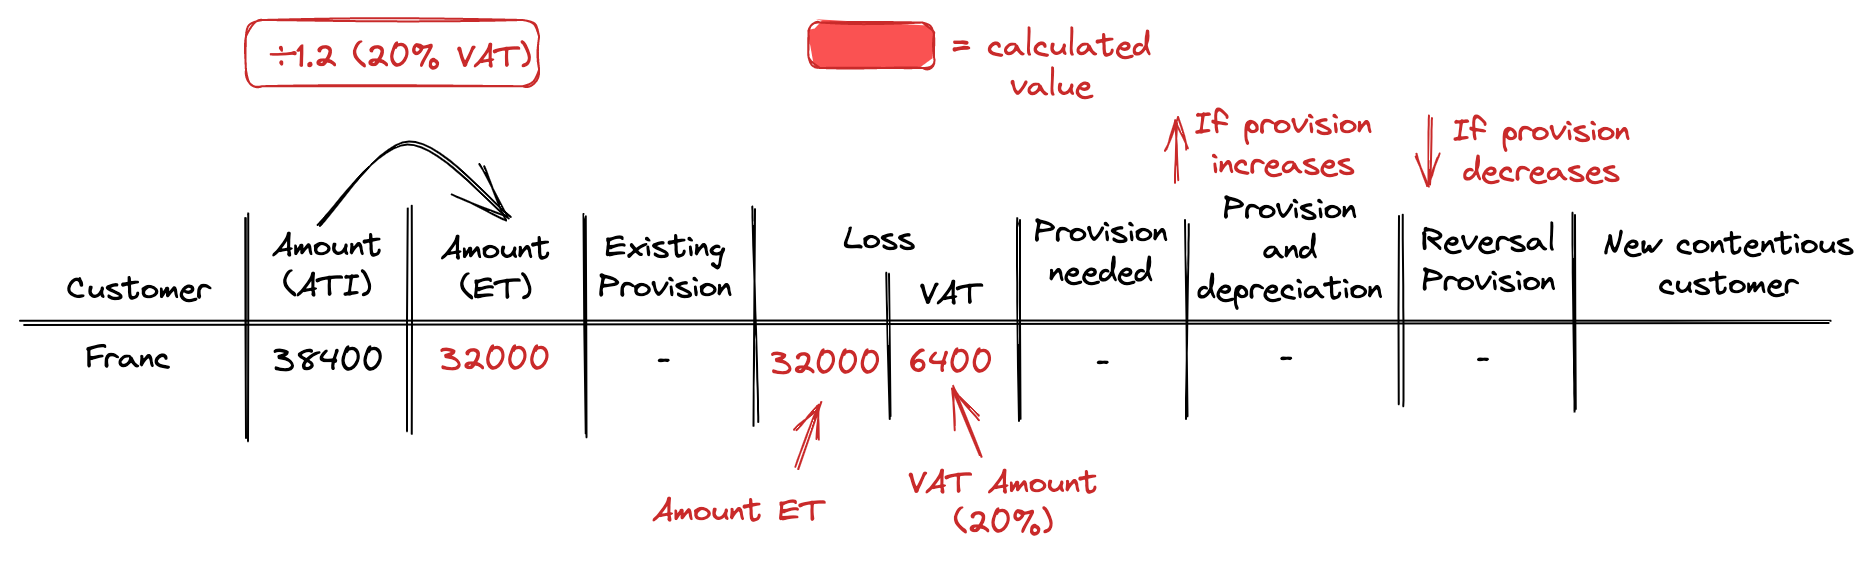 ÷1.2 (20% VAT)
= calculated
value
If provision
increases
If provision
decreases
Customer
Amount
(ATI)
Amount
(ET)
Existing
Provision
Loss
VAT
Provision
needed
Provision
and
depreciation
Reversal
Provision
New contentious
customer
Franc
38400
32000
-
32000
6400
-
-
-
Amount ET
VAT Amount
(20%)